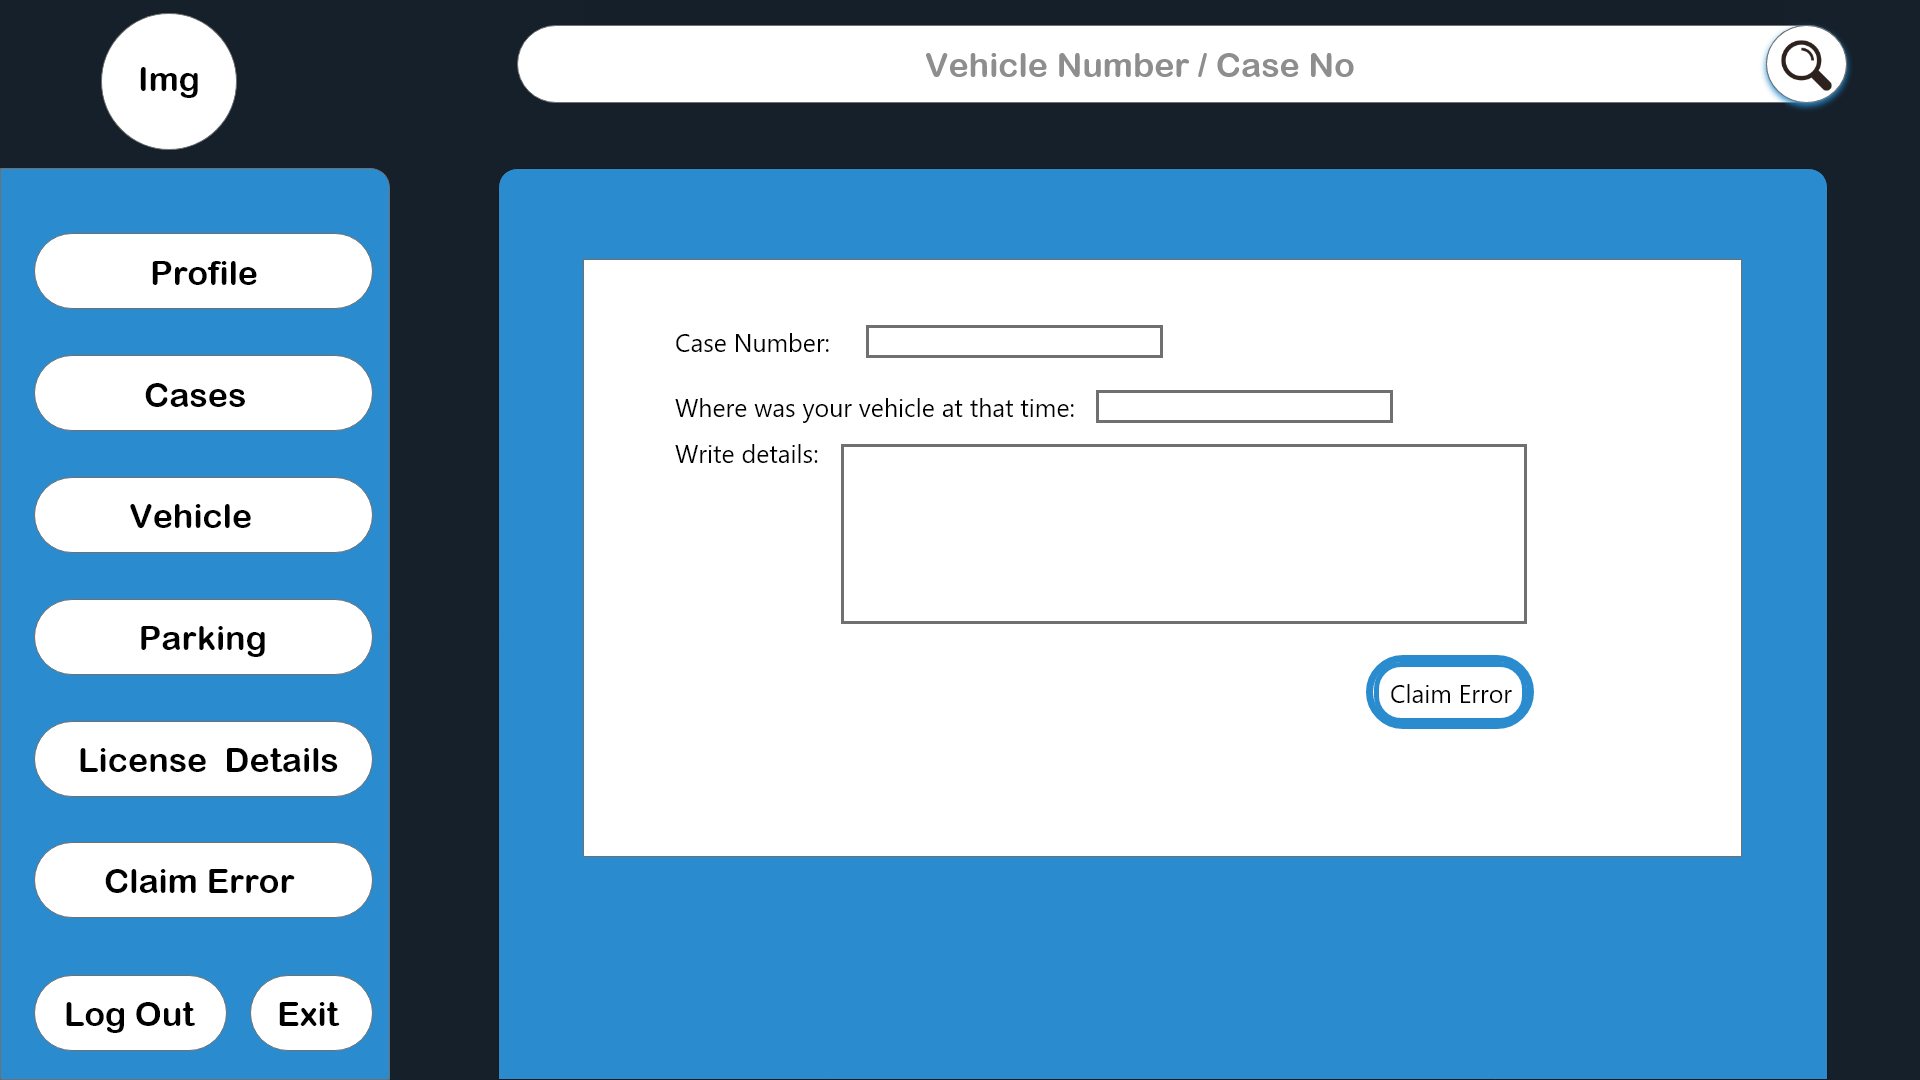 Img
Vehicle Number / Case No
Profile
Cases
Vehicle
Parking
License Details
Claim Error
Log Out
Exit
Case Number:
Where was your vehicle at that time:
Write details:
Claim Error